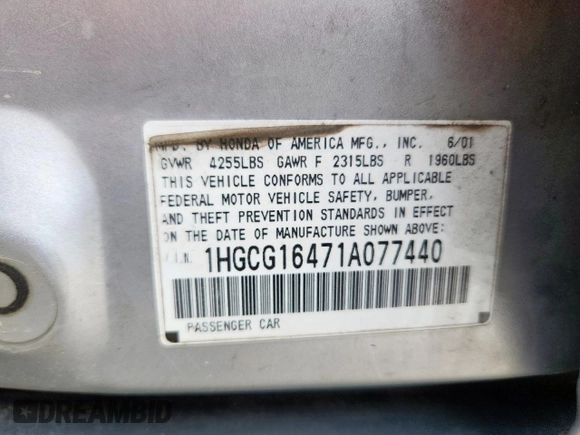 MFD. BY HONDA OF AMERICA MFG., INC. 6/01
GVWR 4255LBS GAWR F 2315LBS R 1960LBS
THIS VEHICLE CONFORMS TO ALL APPLICABLE
FEDERAL MOTOR VEHICLE SAFETY, BUMPER,
AND THEFT PREVENTION STANDARDS IN EFFECT
ON THE DATE OF MANUFACTURE SHOWN ABOVE:
V.I.N. 1HGCG16471A077440
PASSENGER CAR
DREAMBID